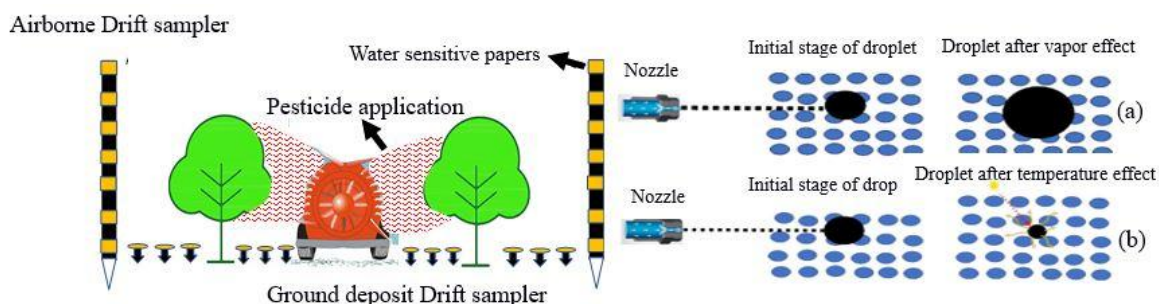 Airborne Drift sampler
Water sensitive papers
Pesticide application
Ground deposit Drift sampler
Nozzle
Initial stage of droplet
Droplet after vapor effect
(a)
Nozzle
Initial stage of drop
Droplet after temperature effect
(b)